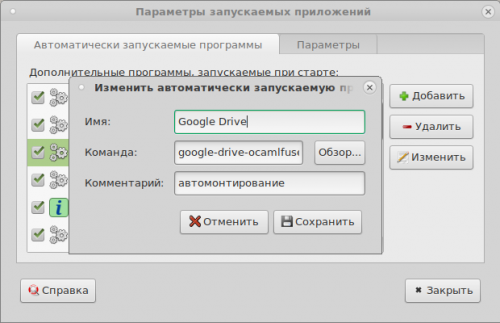 Параметры запускаемых приложений
Автоматически запускаемые программы
Параметры
Дополнительные программы, запускаемые при старте:
Изменить автоматически запускаемую пр
Имя:
Google Drive
Команда:
google-drive-ocamlfuse
Обзор...
Комментарий:
автомонтирование
Отменить
Сохранить
Добавить
Удалить
Изменить
Справка
Закрыть